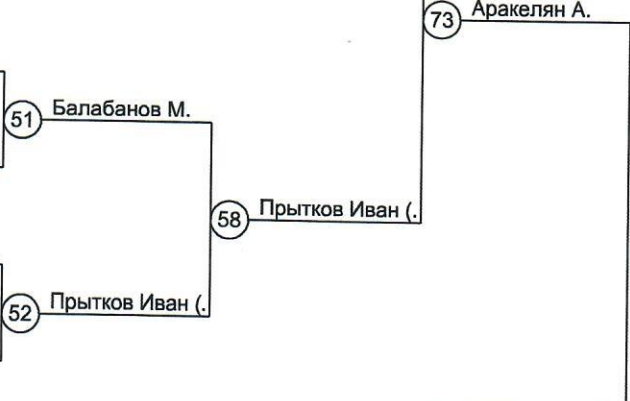 73 Аракелян А.
51 Балабанов М.
58 Прытков Иван (.
52 Прытков Иван (.